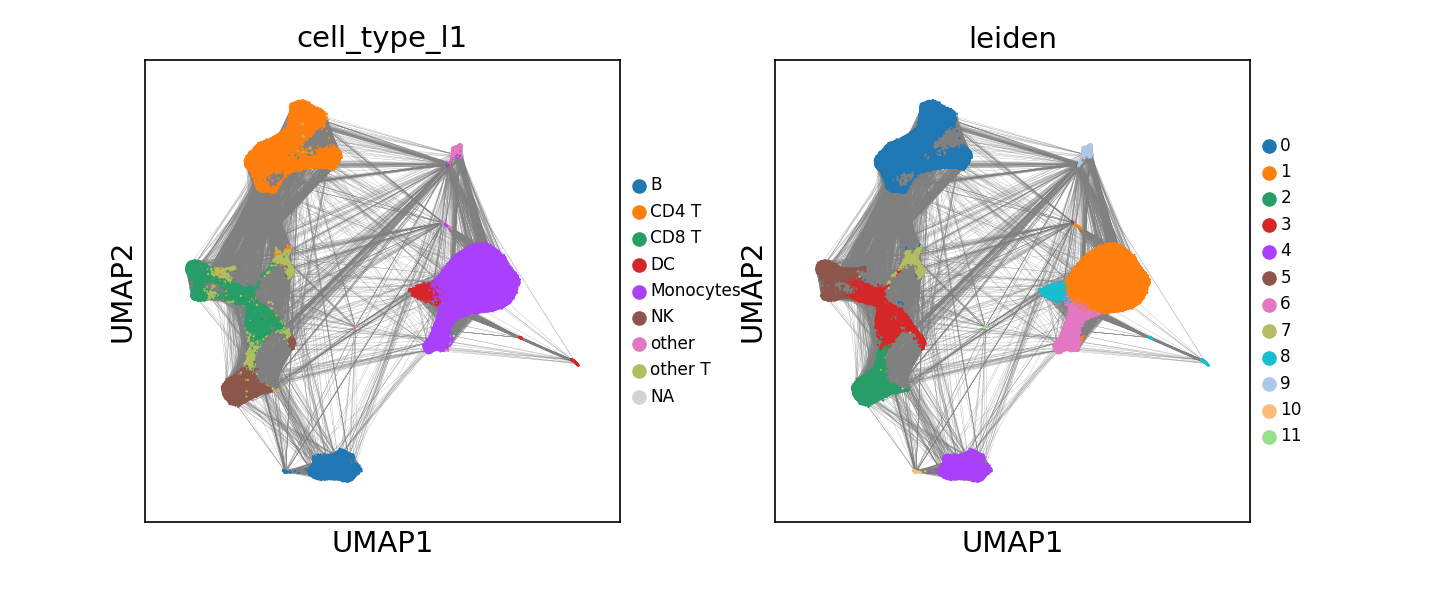 cell_type_l1
UMAP2
UMAP1
B
CD4 T
CD8 T
DC
Monocytes
NK
other
other T
NA
leiden
UMAP2
UMAP1
0
1
2
3
4
5
6
7
8
9
10
11